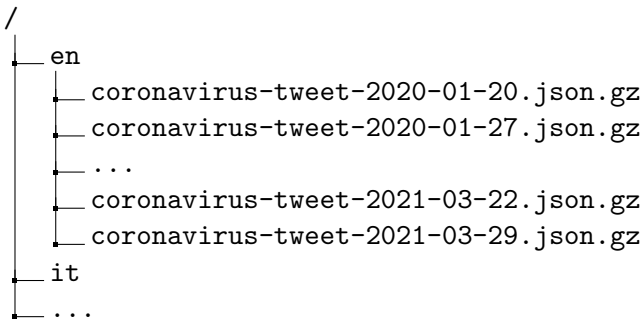 /
en
coronavirus-tweet-2020-01-20.json.gz
coronavirus-tweet-2020-01-27.json.gz
...
coronavirus-tweet-2021-03-22.json.gz
coronavirus-tweet-2021-03-29.json.gz
it
...